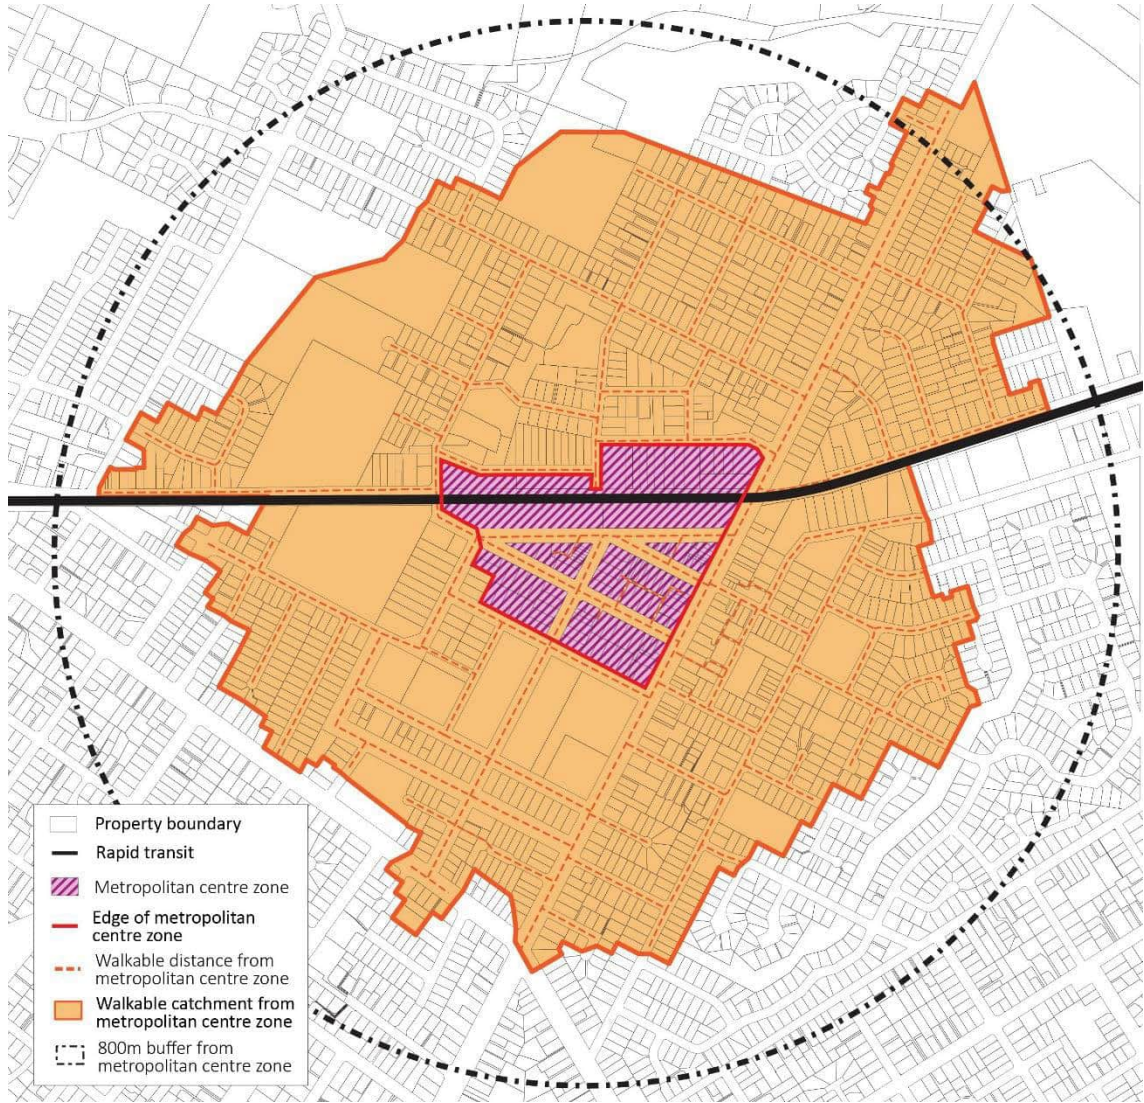 Property boundary
Rapid transit
Metropolitan centre zone
Edge of metropolitan
centre zone
Walkable distance from
metropolitan centre zone
Walkable catchment from
metropolitan centre zone
800m buffer from
metropolitan centre zone